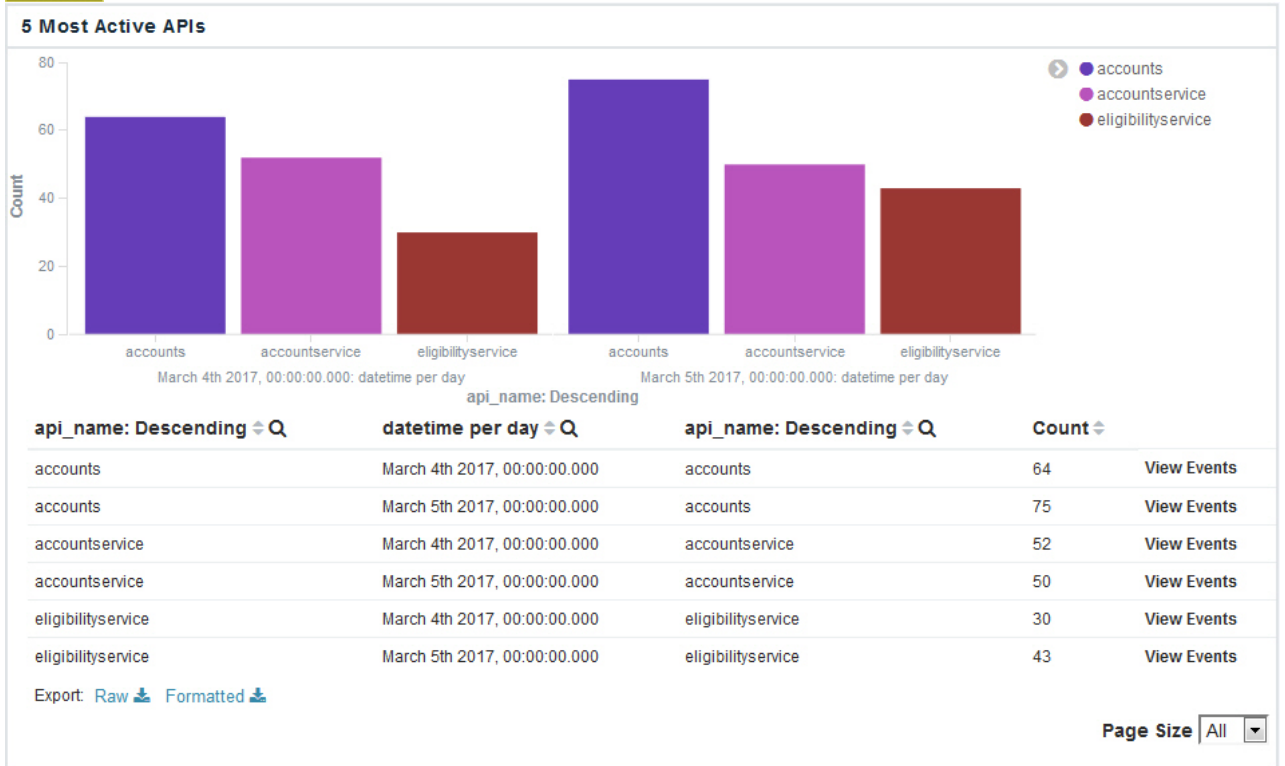 5 Most Active APIs
80
60
40
20
0
Count
accounts
accountservice
eligibilityservice
accounts accountservice eligibilityservice accounts accountservice eligibilityservice
March 4th 2017, 00:00:00.000: datetime per day March 5th 2017, 00:00:00.000: datetime per day
api_name: Descending
api_name: Descending datetime per day api_name: Descending Count
accounts March 4th 2017, 00:00:00.000 accounts 64 View Events
accounts March 5th 2017, 00:00:00.000 accounts 75 View Events
accountservice March 4th 2017, 00:00:00.000 accountservice 52 View Events
accountservice March 5th 2017, 00:00:00.000 accountservice 50 View Events
eligibilityservice March 4th 2017, 00:00:00.000 eligibilityservice 30 View Events
eligibilityservice March 5th 2017, 00:00:00.000 eligibilityservice 43 View Events
Export: Raw Formatted
Page Size All